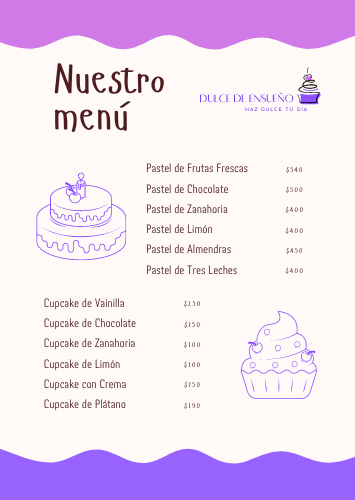 Nuestro
menú
DULCE DE ENSUEÑO
HAZ DULCE TU DÍA
Pastel de Frutas Frescas $540
Pastel de Chocolate $500
Pastel de Zanahoria $400
Pastel de Limón $400
Pastel de Almendras $450
Pastel de Tres Leches $400
Cupcake de Vainilla $150
Cupcake de Chocolate $150
Cupcake de Zanahoria $100
Cupcake de Limón $100
Cupcake con Crema $150
Cupcake de Plátano $190